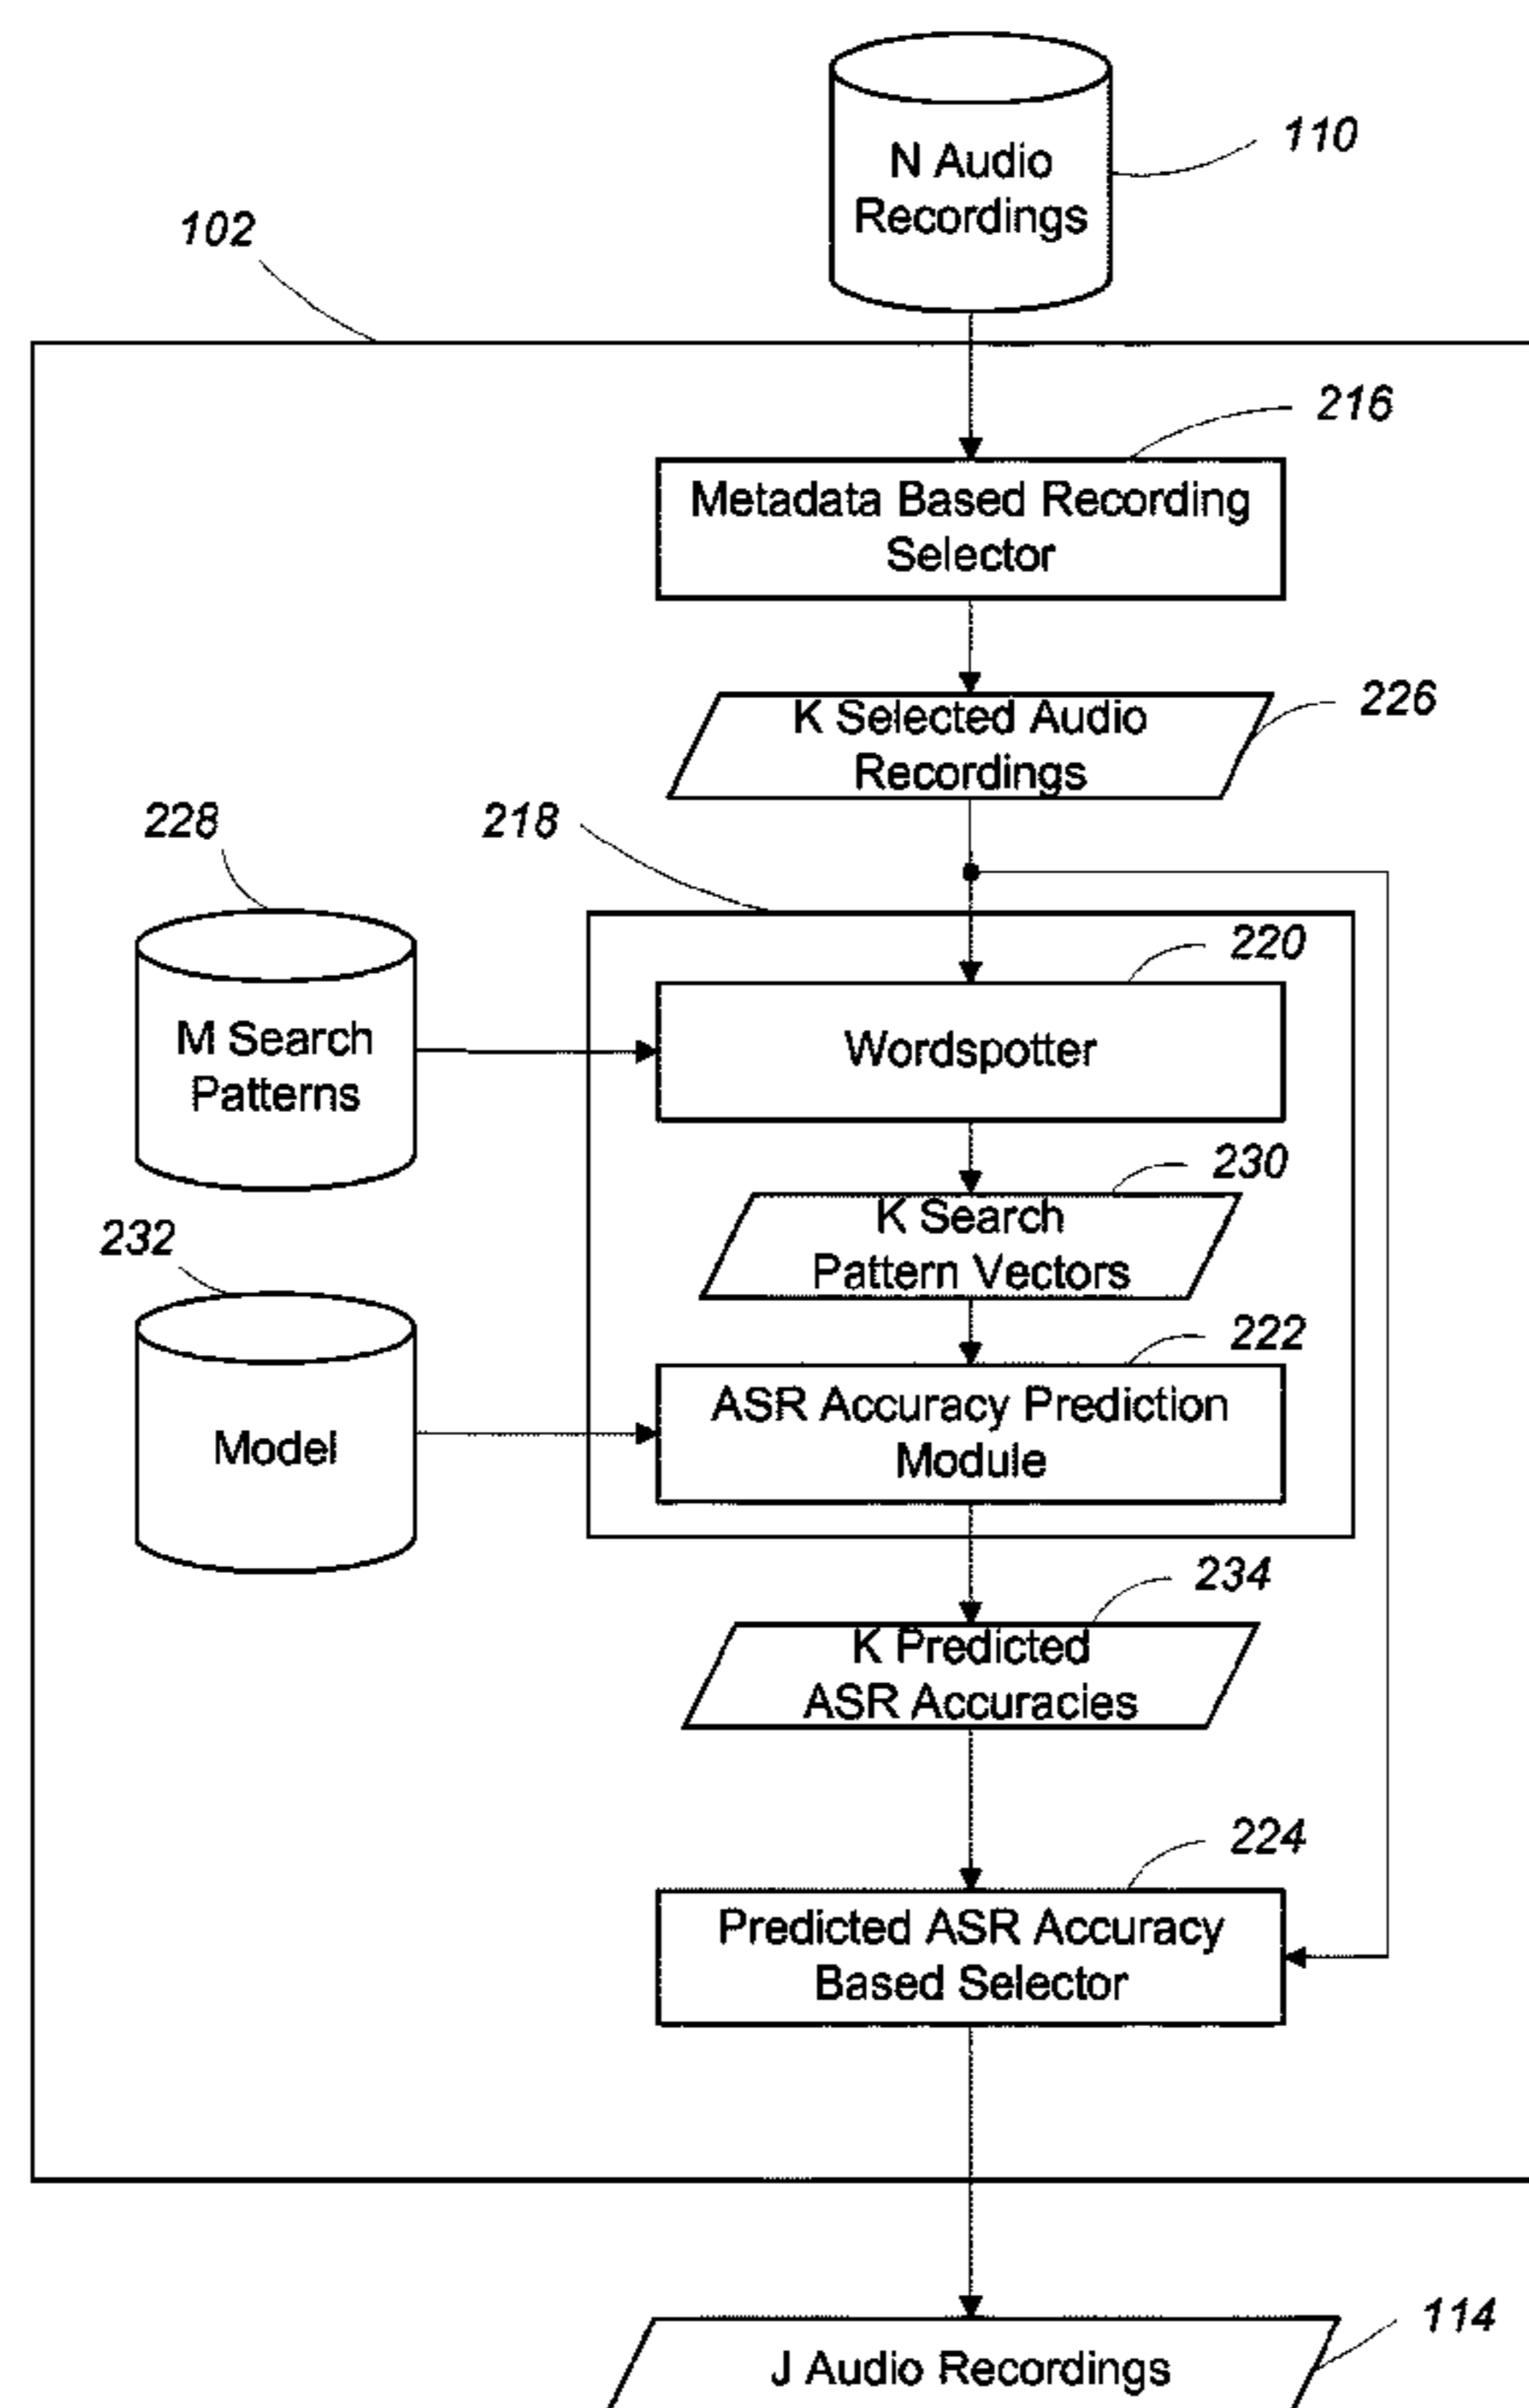 N Audio
Recordings
110
102
216
Metadata Based Recording
Selector
K Selected Audio
Recordings
226
228
218
220
M Search
Patterns
Wordspotter
230
K Search
Pattern Vectors
232
222
ASR Accuracy Prediction
Module
Model
234
K Predicted
ASR Accuracies
224
Predicted ASR Accuracy
Based Selector
114
J Audio Recordings